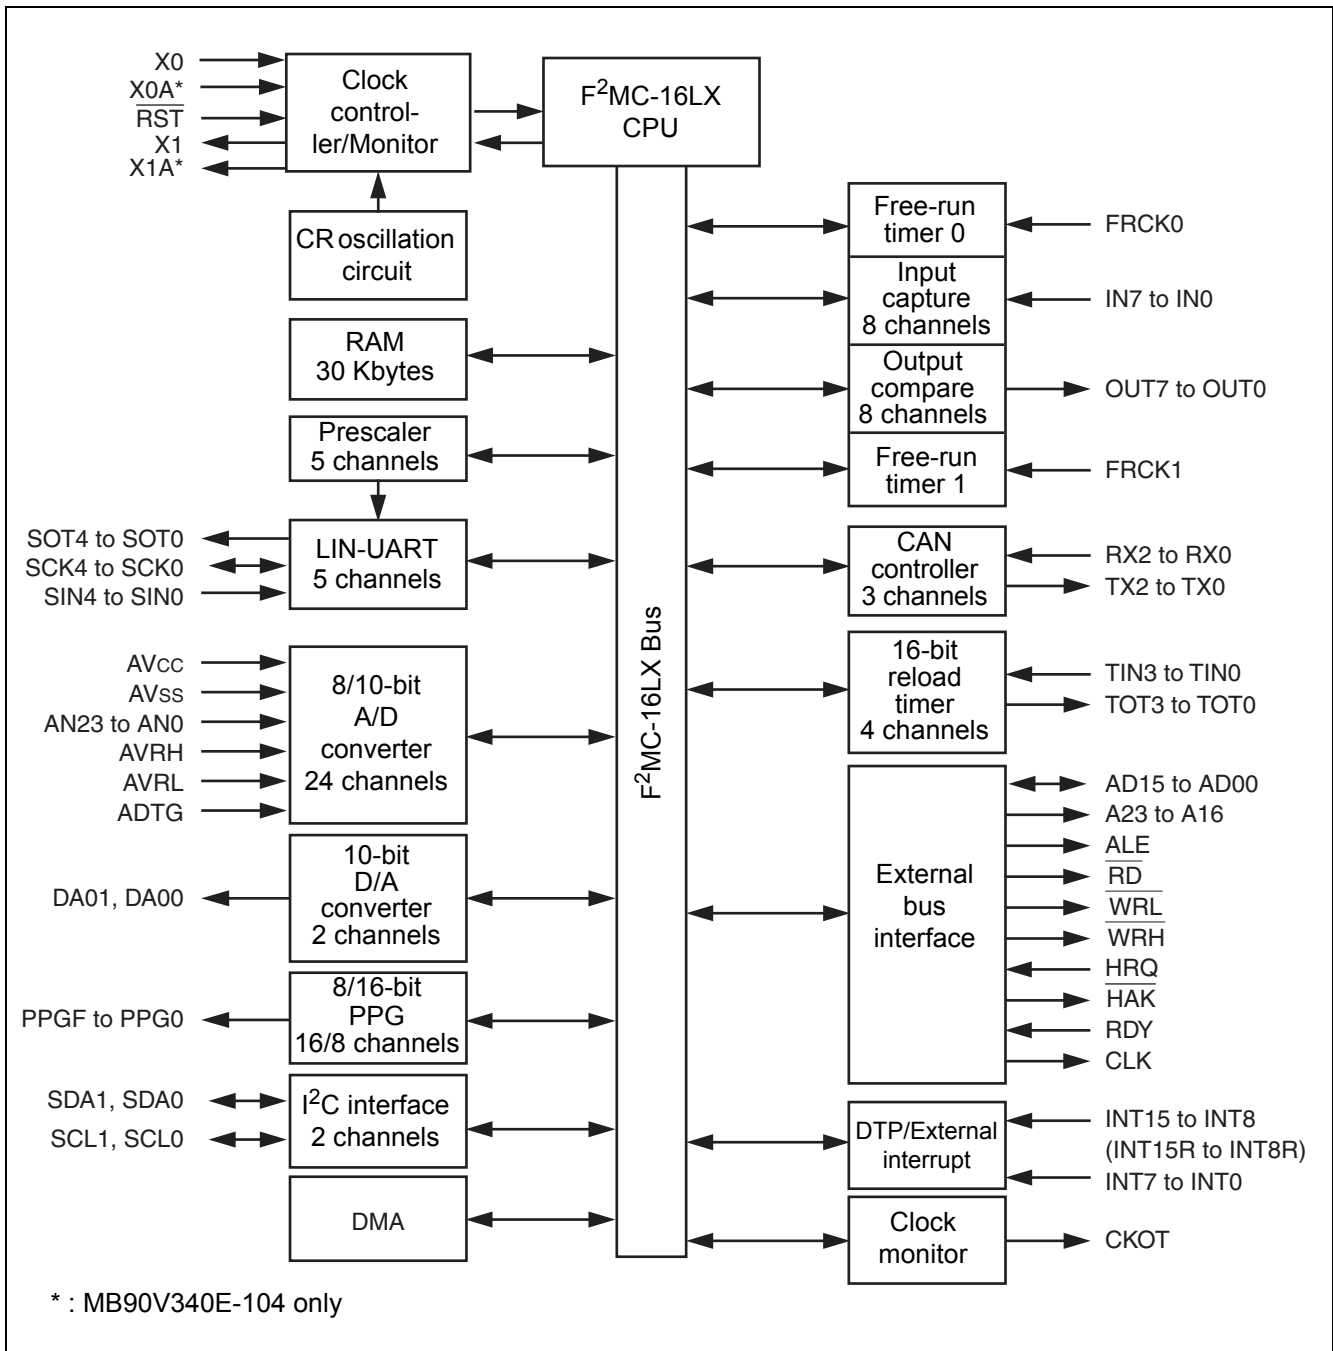 X0
X0A*
RST
X1
X1A*
Clock
control-
ler/Monitor
F2MC-16LX
CPU
CR oscillation
circuit
RAM
30 Kbytes
Prescaler
5 channels
SOT4 to SOT0
SCK4 to SCK0
SIN4 to SIN0
LIN-UART
5 channels
AVCC
AVSS
AN23 to AN0
AVRH
AVRL
ADTG
8/10-bit
A/D
converter
24 channels
DA01, DA00
10-bit
D/A
converter
2 channels
PPGF to PPG0
8/16-bit
PPG
16/8 channels
SDA1, SDA0
SCL1, SCL0
I2C interface
2 channels
DMA
F2MC-16LX Bus
Free-run
timer 0
FRCK0
Input
capture
8 channels
IN7 to IN0
Output
compare
8 channels
OUT7 to OUT0
Free-run
timer 1
FRCK1
CAN
controller
3 channels
RX2 to RX0
TX2 to TX0
16-bit
reload
timer
4 channels
TIN3 to TIN0
TOT3 to TOT0
External
bus
interface
AD15 to AD00
A23 to A16
ALE
RD
WRL
WRH
HRQ
HAK
RDY
CLK
DTP/External
interrupt
INT15 to INT8
(INT15R to INT8R)
INT7 to INT0
Clock
monitor
CKOT
* : MB90V340E-104 only